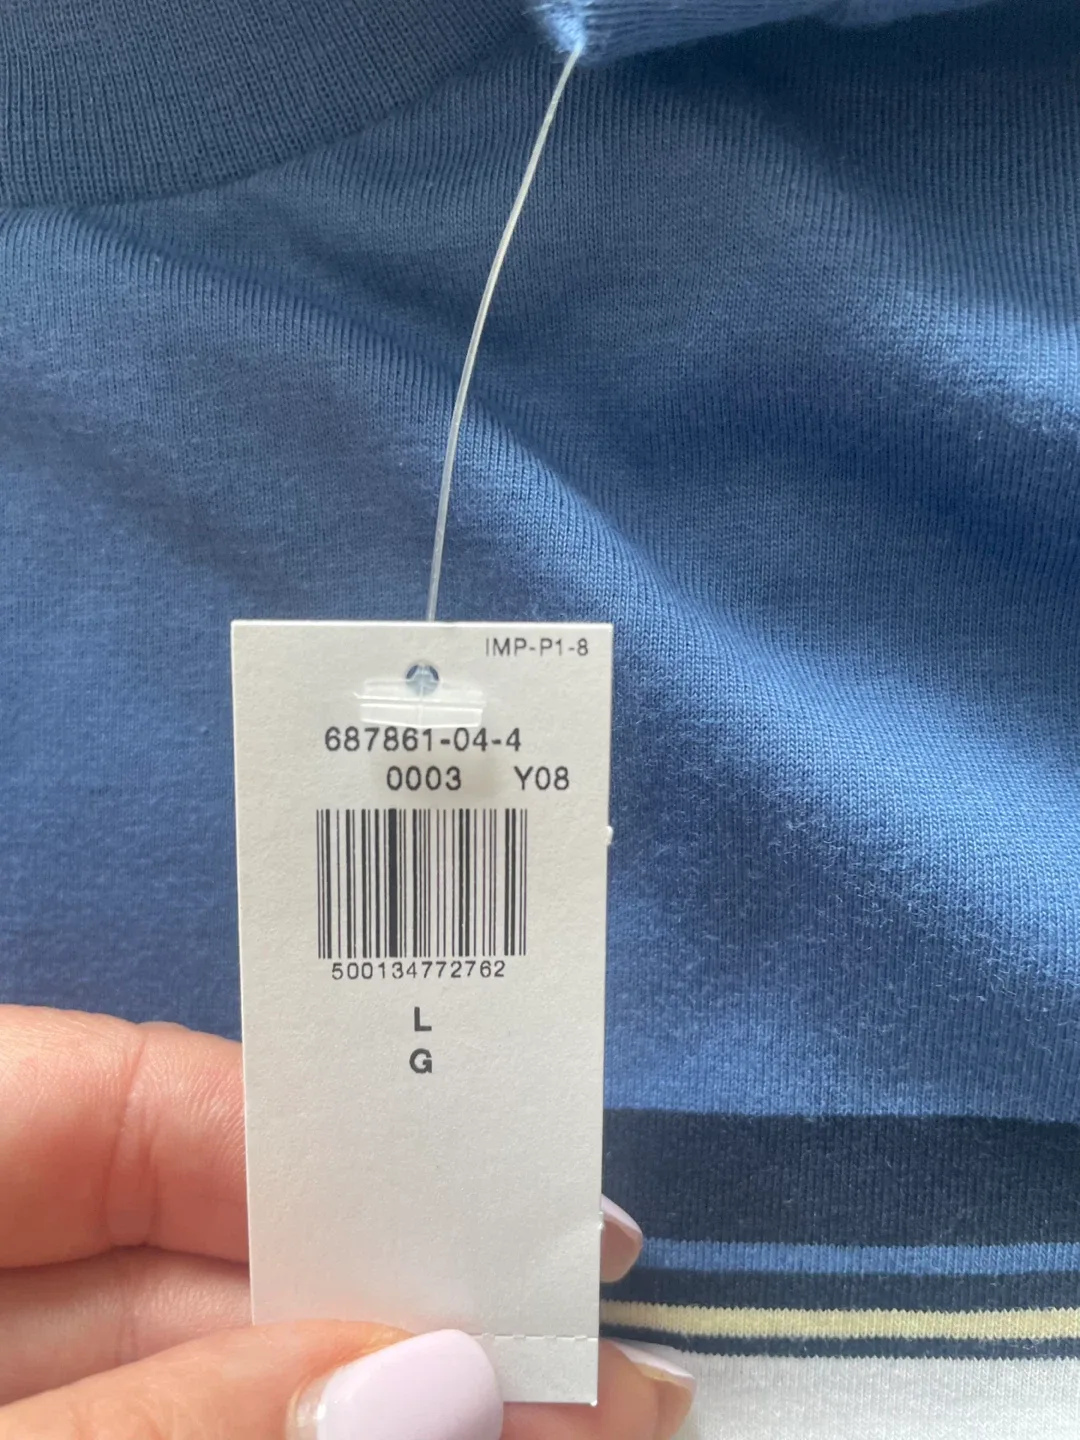 IMP-P1-8
687861-04-4
0003 Y08
500134772762
L
G